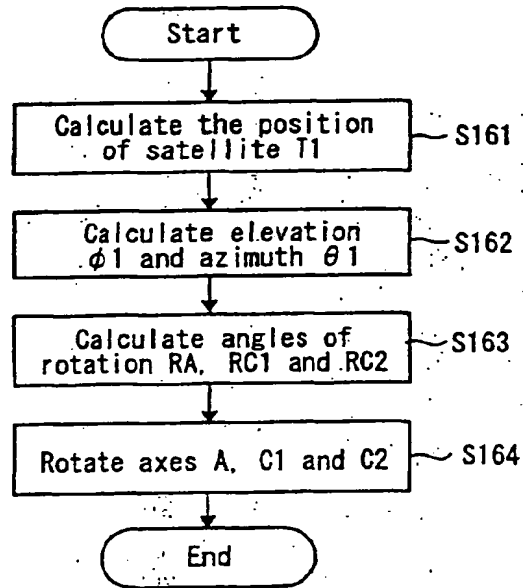 Start
Calculate the position
of satellite T1
S161
Calculate elevation
φ1 and azimuth θ1
S162
Calculate angles of
rotation RA, RC1 and RC2
S163
Rotate axes A, C1 and C2
S164
End